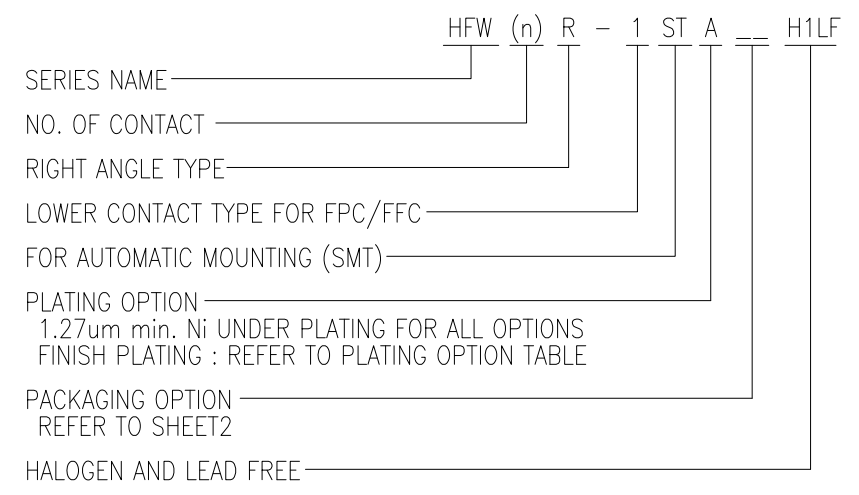 HFW (n) R - 1 ST A __ H1LF
SERIES NAME
NO. OF CONTACT
RIGHT ANGLE TYPE
LOWER CONTACT TYPE FOR FPC/FFC
FOR AUTOMATIC MOUNTING (SMT)
PLATING OPTION
1.27um min. Ni UNDER PLATING FOR ALL OPTIONS
FINISH PLATING : REFER TO PLATING OPTION TABLE
PACKAGING OPTION
REFER TO SHEET2
HALOGEN AND LEAD FREE